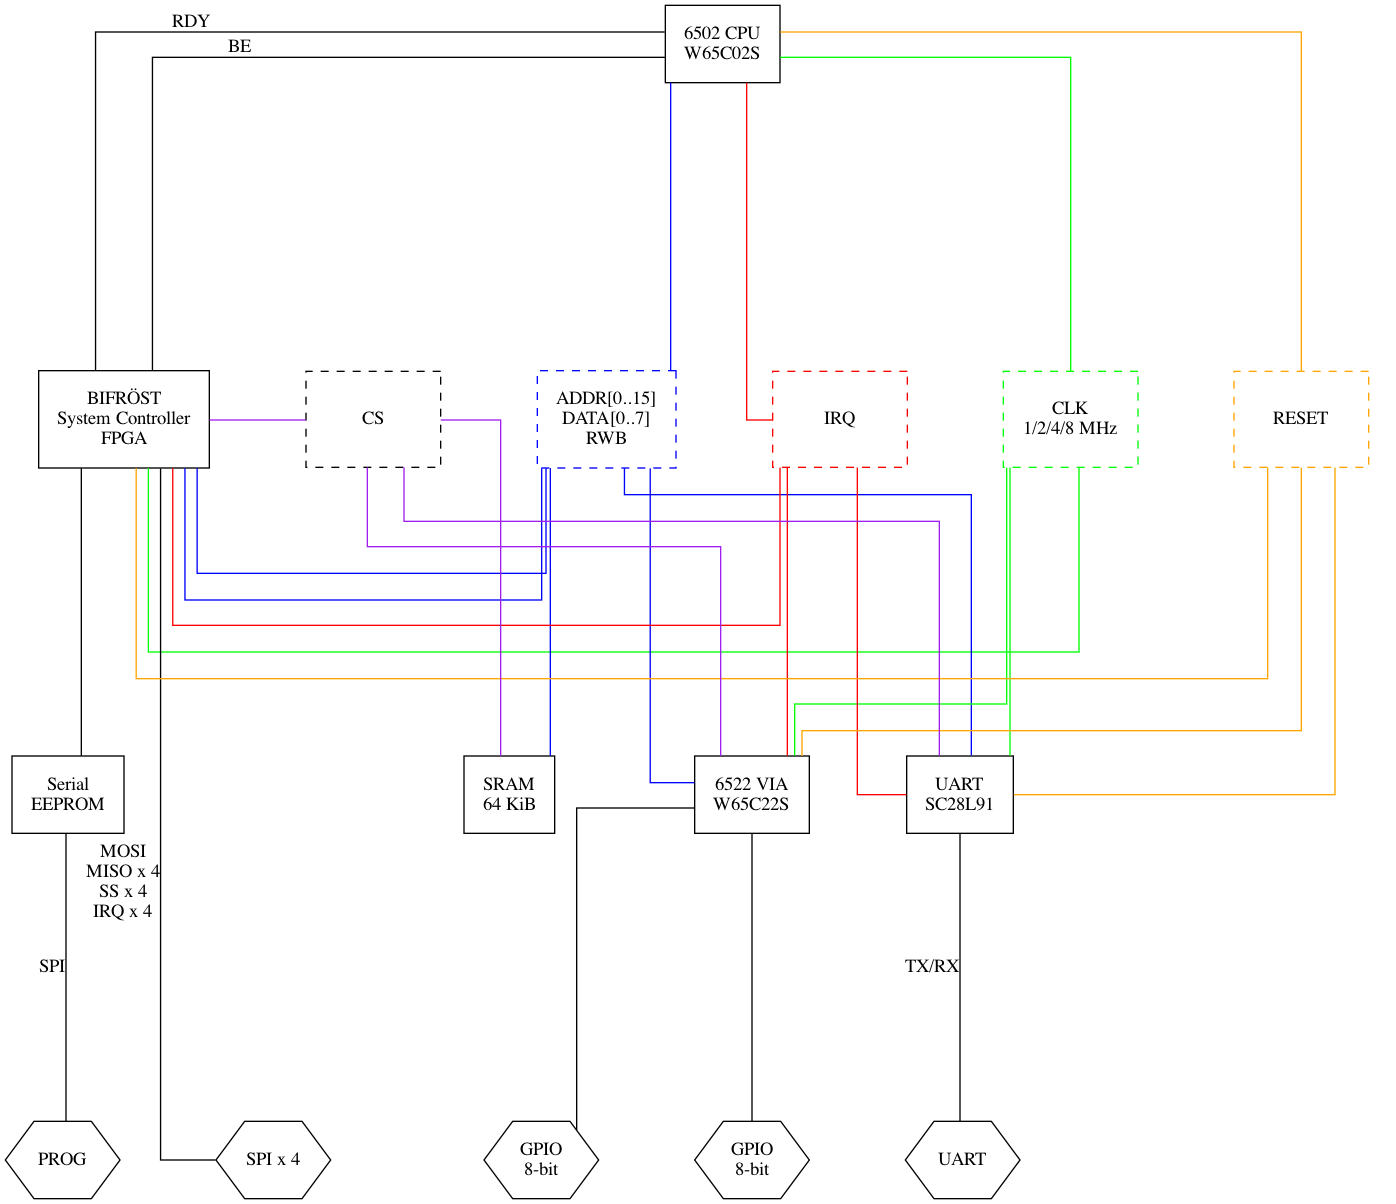 RDY
BE
6502 CPU
W65C02S
BIFRÖST
System Controller
FPGA
CS
ADDR[0..15]
DATA[0..7]
RWB
IRQ
CLK
1/2/4/8 MHz
RESET
Serial
EEPROM
SRAM
64 KiB
6522 VIA
W65C22S
UART
SC28L91
MOSI
MISO x 4
SS x 4
IRQ x 4
SPI
TX/RX
PROG
SPI x 4
GPIO
8-bit
GPIO
8-bit
UART